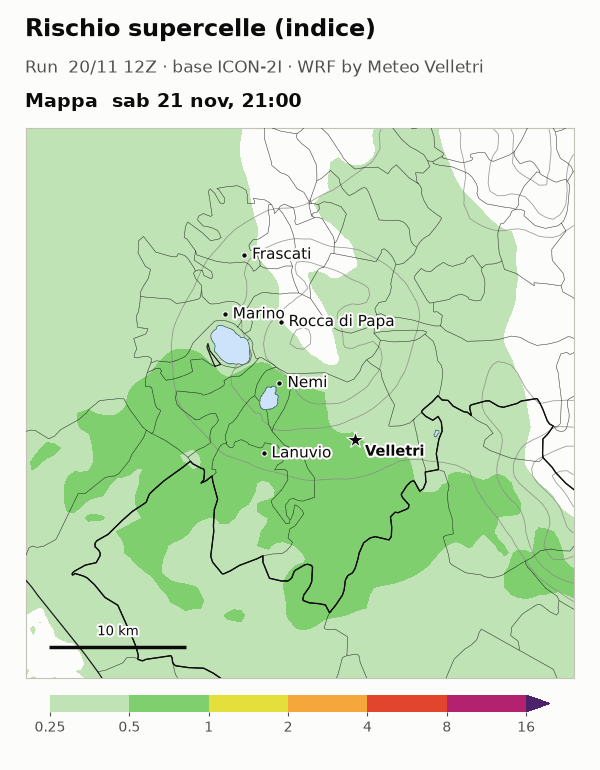 Rischio supercelle (indice)
Run  20/11 12Z · base ICON-2I · WRF by Meteo Velletri
Mappa  sab 21 nov, 21:00
Frascati
Marino
Rocca di Papa
Nemi
Velletri
Lanuvio
10 km
0.25 0.5 1 2 4 8 16